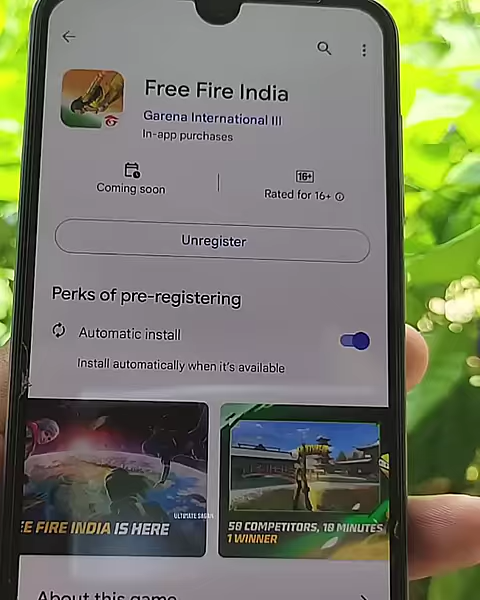 Free Fire India
Garena International III
In-app purchases
Coming soon
16+
Rated for 16+
Unregister
Perks of pre-registering
Automatic install
Install automatically when it's available
E FIRE INDIA IS HERE
50 COMPETITORS, 10 MINUTES
1 WINNER
About this game